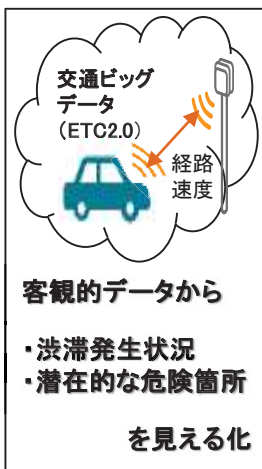 交通ビッグ
データ
（ETC2.0）
経路
速度
客観的データから
・渋滞発生状況
・潜在的な危険箇所
を見える化